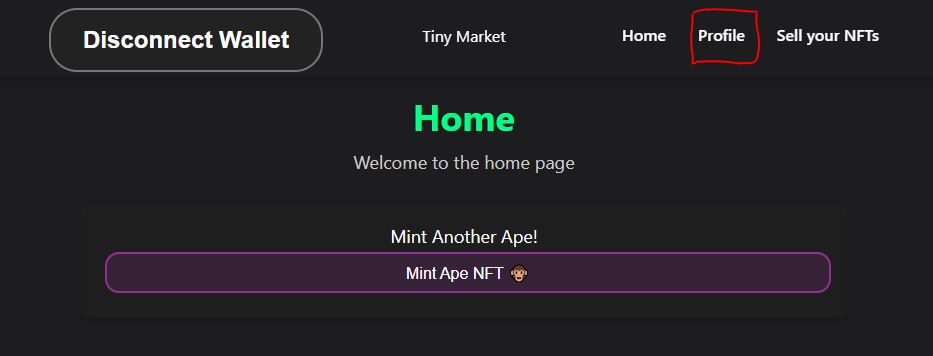 Disconnect Wallet Tiny Market Home Profile Sell your NFTs
Home
Welcome to the home page
Mint Another Ape!
Mint Ape NFT 🐵